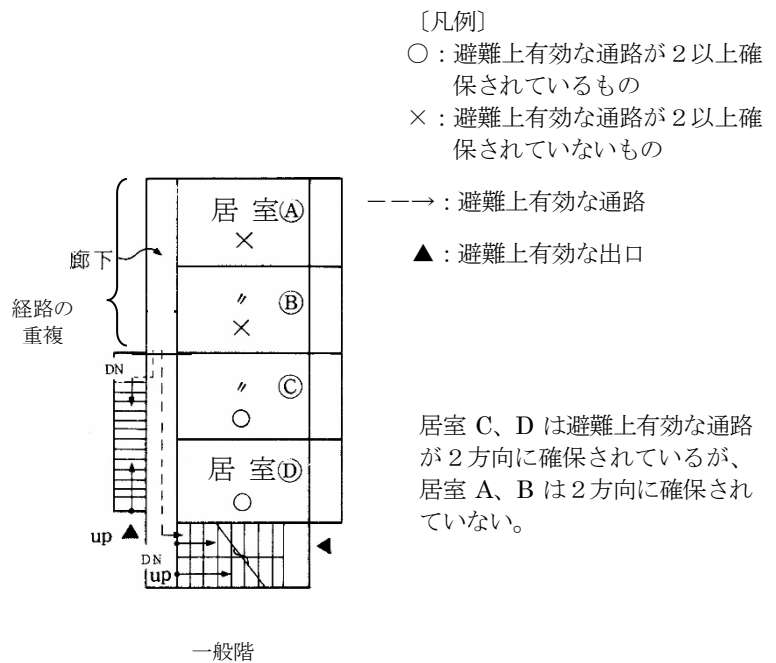 〔凡例〕
○：避難上有効な通路が２以上確
保されているもの
×：避難上有効な通路が２以上確
保されていないもの
－－→：避難上有効な通路
▲：避難上有効な出口
居 室Ⓐ
×
廊下
〃 Ⓑ
×
経路の
重複
DN
〃 Ⓒ
○
居 室Ⓓ
○
居室 C、D は避難上有効な通路
が２方向に確保されているが、
居室 A、B は２方向に確保され
ていない。
up ▲
DN
up
一般階